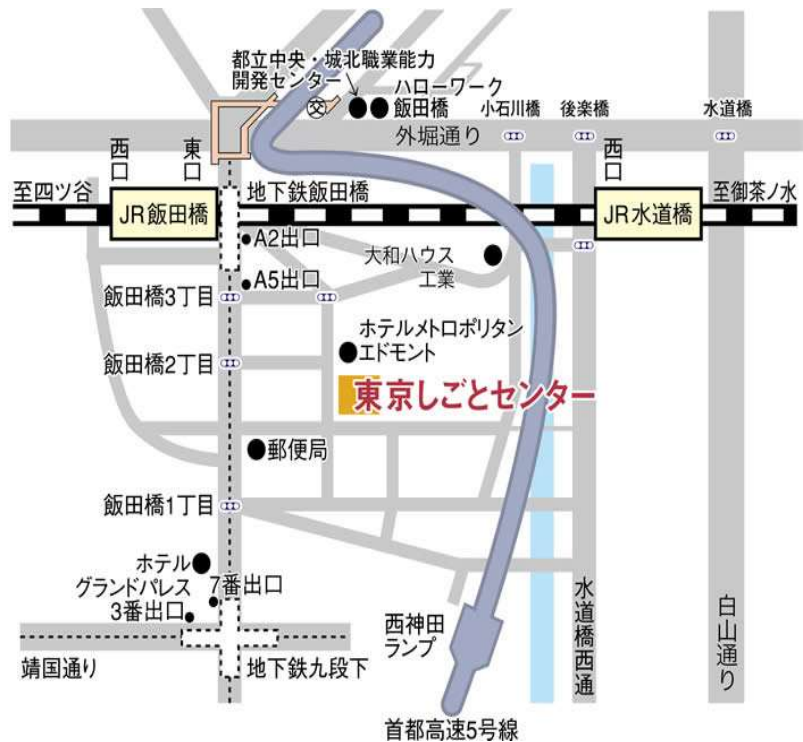 都立中央・城北職業能力
開発センター
ハローワーク
飯田橋
交
小石川橋
後楽橋
水道橋
外堀通り
西口
東口
西口
至四ツ谷
JR飯田橋
地下鉄飯田橋
JR水道橋
至御茶ノ水
A2出口
大和ハウス
工業
A5出口
飯田橋3丁目
ホテルメトロポリタン
エドモント
飯田橋2丁目
東京しごとセンター
郵便局
飯田橋1丁目
ホテル
グランドパレス
7番出口
3番出口
西神田
ランプ
水道橋西通
白山通り
靖国通り
地下鉄九段下
首都高速5号線